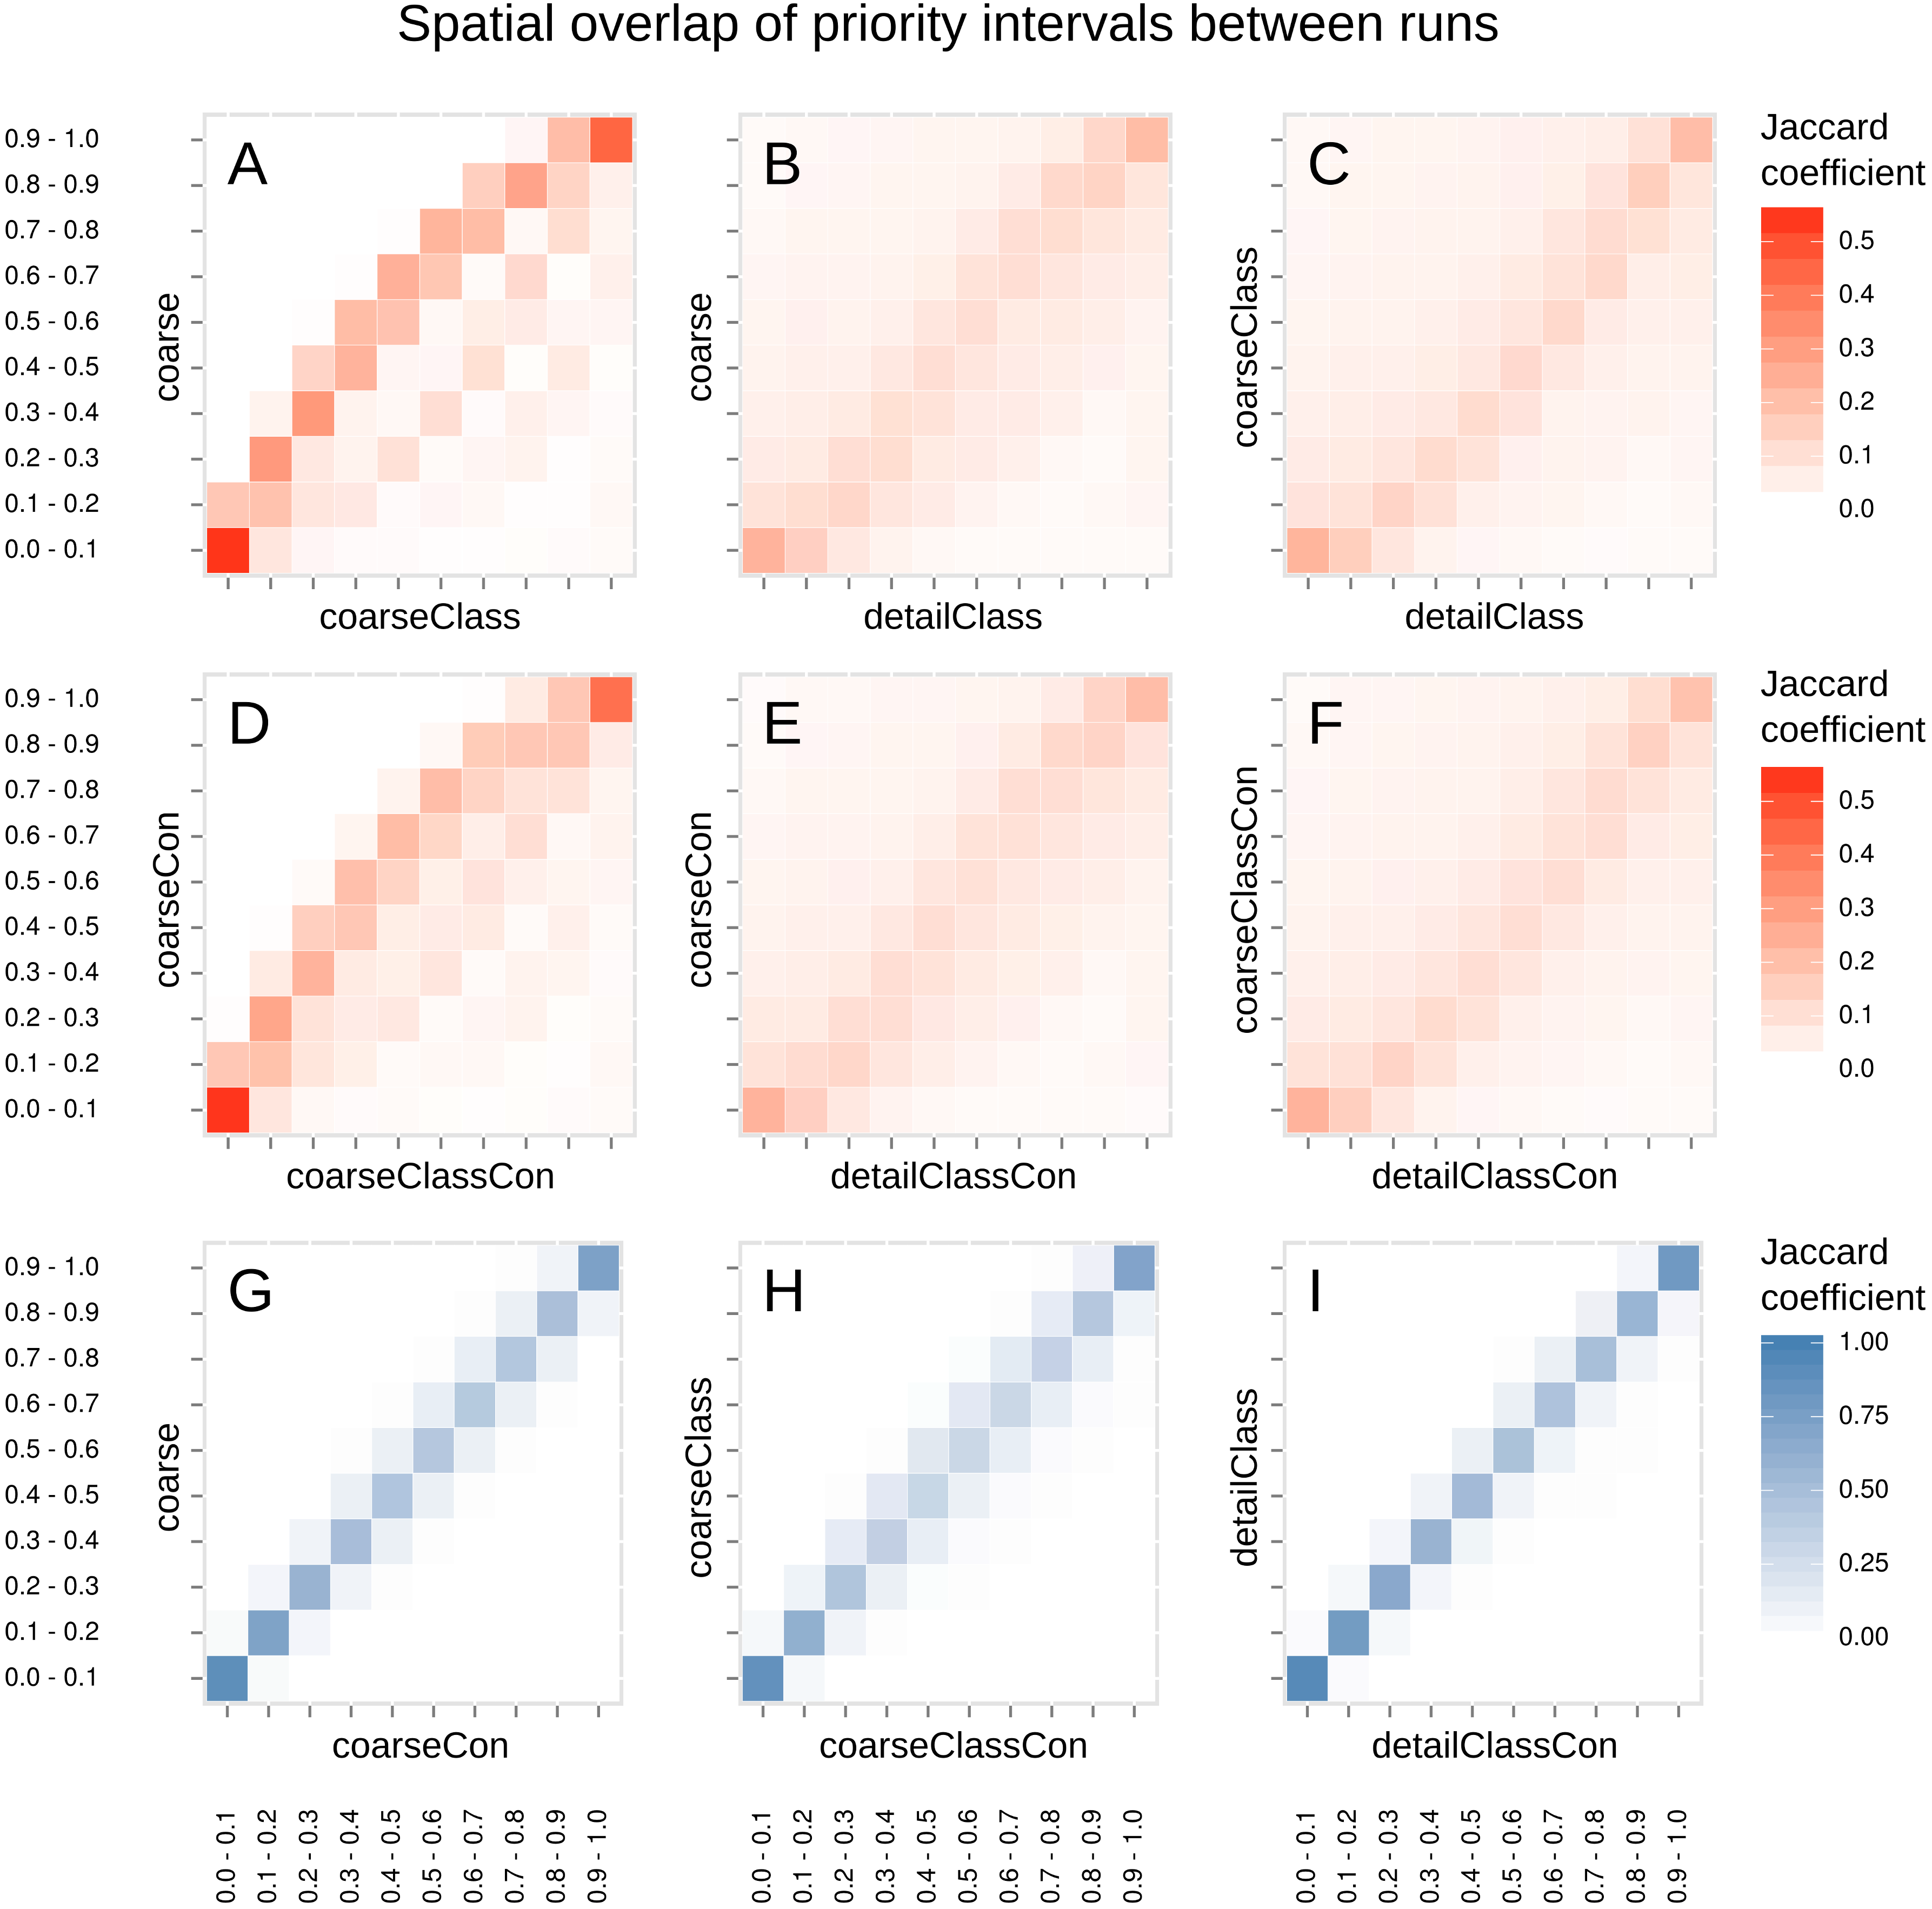 Spatial overlap of priority intervals between runs
A
B
C
0.9 - 1.0
0.8 - 0.9
0.7 - 0.8
0.6 - 0.7
0.5 - 0.6
0.4 - 0.5
0.3 - 0.4
0.2 - 0.3
0.1 - 0.2
0.0 - 0.1
coarse
coarse
coarseClass
coarseClass
detailClass
detailClass
Jaccard
coefficient
0.5
0.4
0.3
0.2
0.1
0.0
D
E
F
0.9 - 1.0
0.8 - 0.9
0.7 - 0.8
0.6 - 0.7
0.5 - 0.6
0.4 - 0.5
0.3 - 0.4
0.2 - 0.3
0.1 - 0.2
0.0 - 0.1
coarseCon
coarseCon
coarseClassCon
coarseClassCon
detailClassCon
detailClassCon
Jaccard
coefficient
0.5
0.4
0.3
0.2
0.1
0.0
G
H
I
0.9 - 1.0
0.8 - 0.9
0.7 - 0.8
0.6 - 0.7
0.5 - 0.6
0.4 - 0.5
0.3 - 0.4
0.2 - 0.3
0.1 - 0.2
0.0 - 0.1
coarse
coarseClass
detailClass
coarseCon
coarseClassCon
detailClassCon
Jaccard
coefficient
1.00
0.75
0.50
0.25
0.00
0.0 - 0.1
0.1 - 0.2
0.2 - 0.3
0.3 - 0.4
0.4 - 0.5
0.5 - 0.6
0.6 - 0.7
0.7 - 0.8
0.8 - 0.9
0.9 - 1.0
0.0 - 0.1
0.1 - 0.2
0.2 - 0.3
0.3 - 0.4
0.4 - 0.5
0.5 - 0.6
0.6 - 0.7
0.7 - 0.8
0.8 - 0.9
0.9 - 1.0
0.0 - 0.1
0.1 - 0.2
0.2 - 0.3
0.3 - 0.4
0.4 - 0.5
0.5 - 0.6
0.6 - 0.7
0.7 - 0.8
0.8 - 0.9
0.9 - 1.0